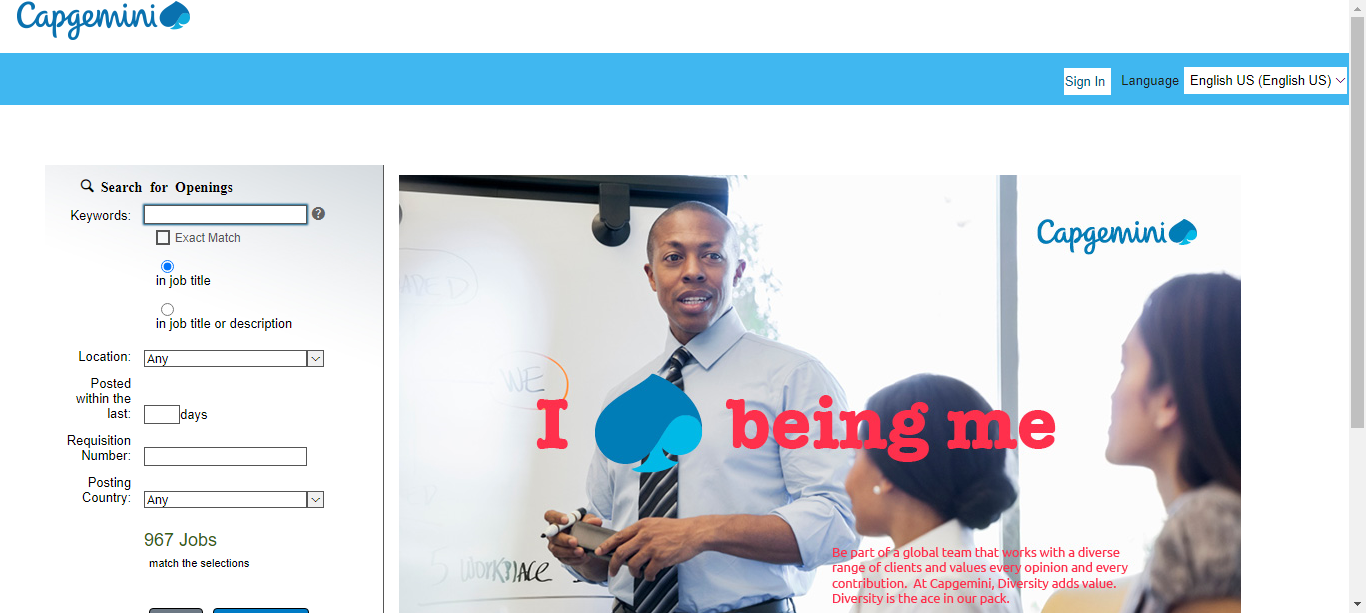 Capgemini
Sign In
Language
English US (English US)
Search for Openings
Keywords:
?
Exact Match
in job title
in job title or description
Location:
Any
Posted
within the
last:
days
Requisition
Number:
Posting
Country:
Any
967 Jobs
match the selections
Capgemini
WE
I being me
5 WORKPLACE
Be part of a global team that works with a diverse
range of clients and values every opinion and every
contribution. At Capgemini, Diversity adds value.
Diversity is the ace in our pack.